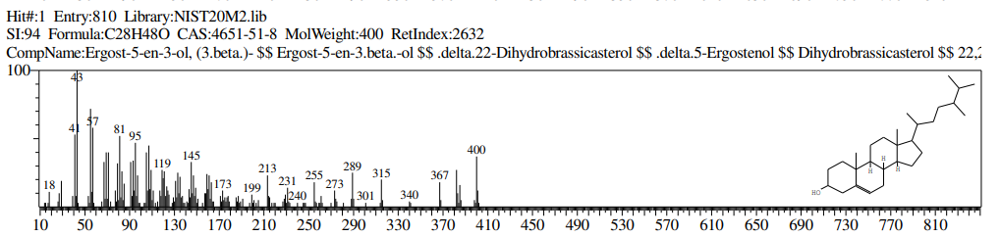 Hit#:1 Entry:810 Library:NIST20M2.lib
SI:94 Formula:C28H48O CAS:4651-51-8 MolWeight:400 RetIndex:2632
CompName:Ergost-5-en-3-ol, (3.beta.)- $$ Ergost-5-en-3.beta.-ol $$ .delta.22-Dihydrobrassicasterol $$ .delta.5-Ergostenol $$ Dihydrobrassicasterol $$ 22,2
100
43
41 57 81 95 119 145 173 199 213 231 240 255 273 289 301 315 340 367 400
18
HO H H H
10 50 90 130 170 210 250 290 330 370 410 450 490 530 570 610 650 690 730 770 810